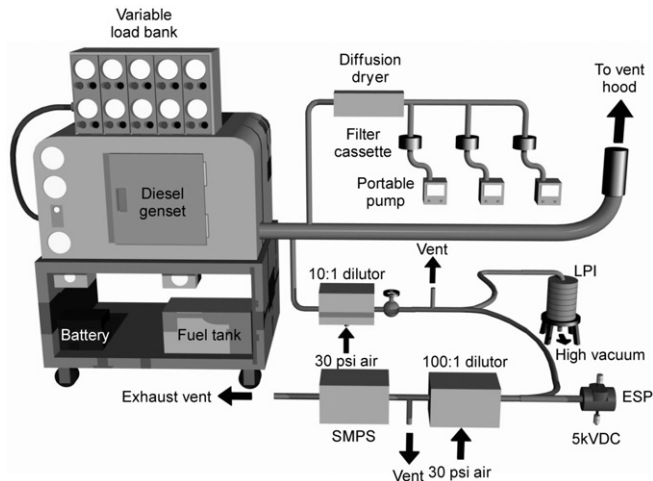 Variable
load bank
Diffusion
dryer
To vent
hood
Filter
cassette
Portable
pump
Diesel
genset
Vent
10:1 dilutor
LPI
Battery
Fuel tank
30 psi air
100:1 dilutor
High vacuum
Exhaust vent
ESP
SMPS
5kVDC
Vent
30 psi air